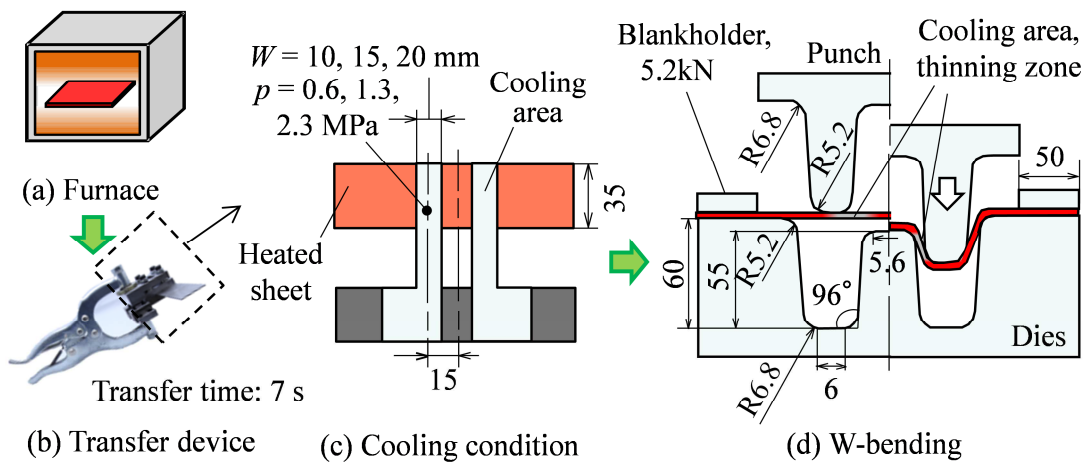 (a) Furnace
Transfer time: 7 s
(b) Transfer device
W = 10, 15, 20 mm
p = 0.6, 1.3,
2.3 MPa
Cooling
area
35
Heated
sheet
15
(c) Cooling condition
Blankholder,
5.2kN
Punch
Cooling area,
thinning zone
R6.8
R5.2
50
60
55
R5.2
5.6
96°
R6.8
6
Dies
(d) W-bending